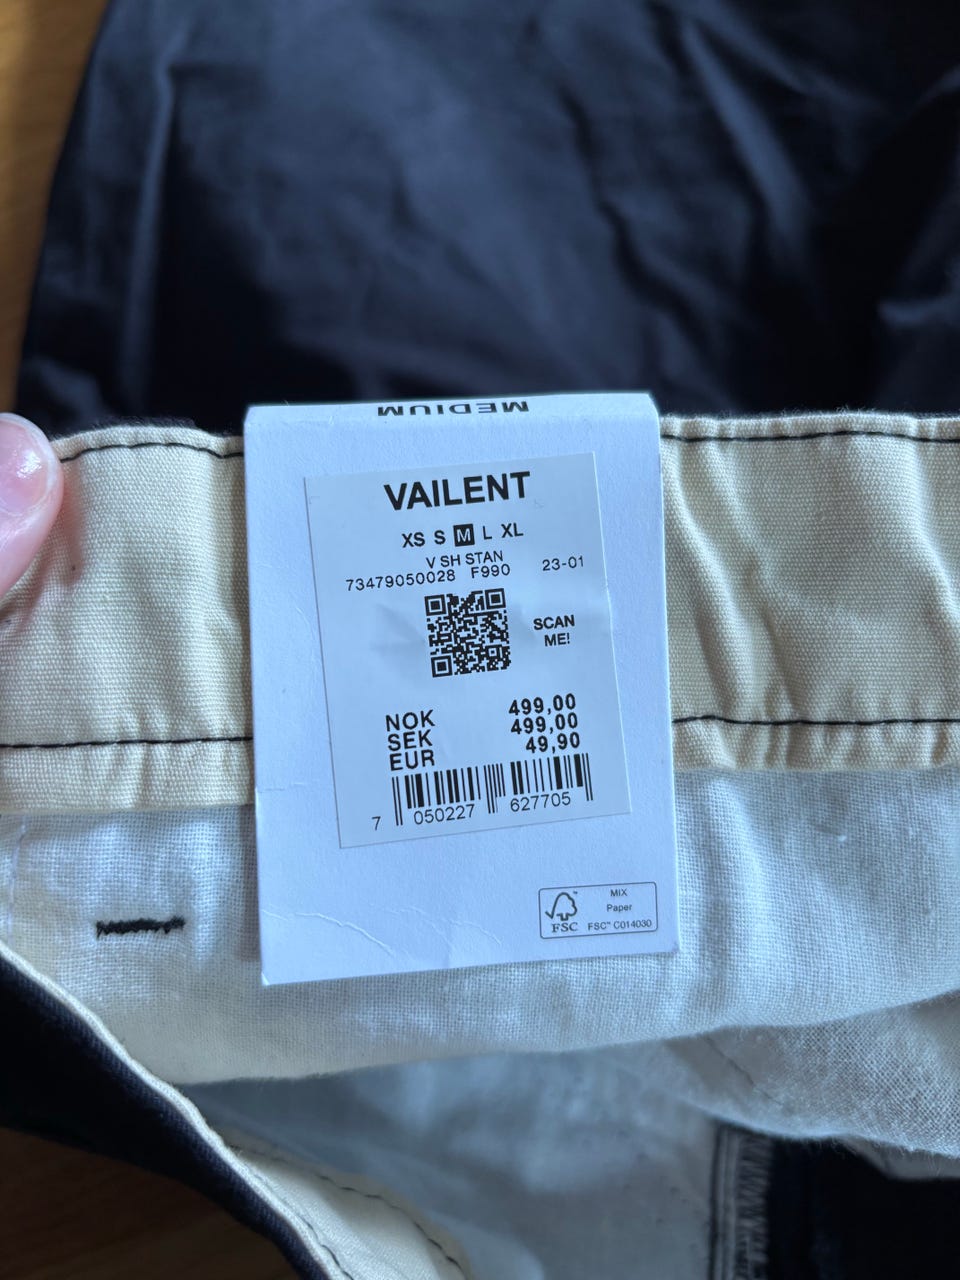 MEDIUM
VAILENT
XS S M L XL
V SH STAN
73479050028 F990 23-01
SCAN
ME!
NOK 499,00
SEK 499,00
EUR 49,90
7 050227 627705
MIX
Paper
FSC™ C014030
FSC